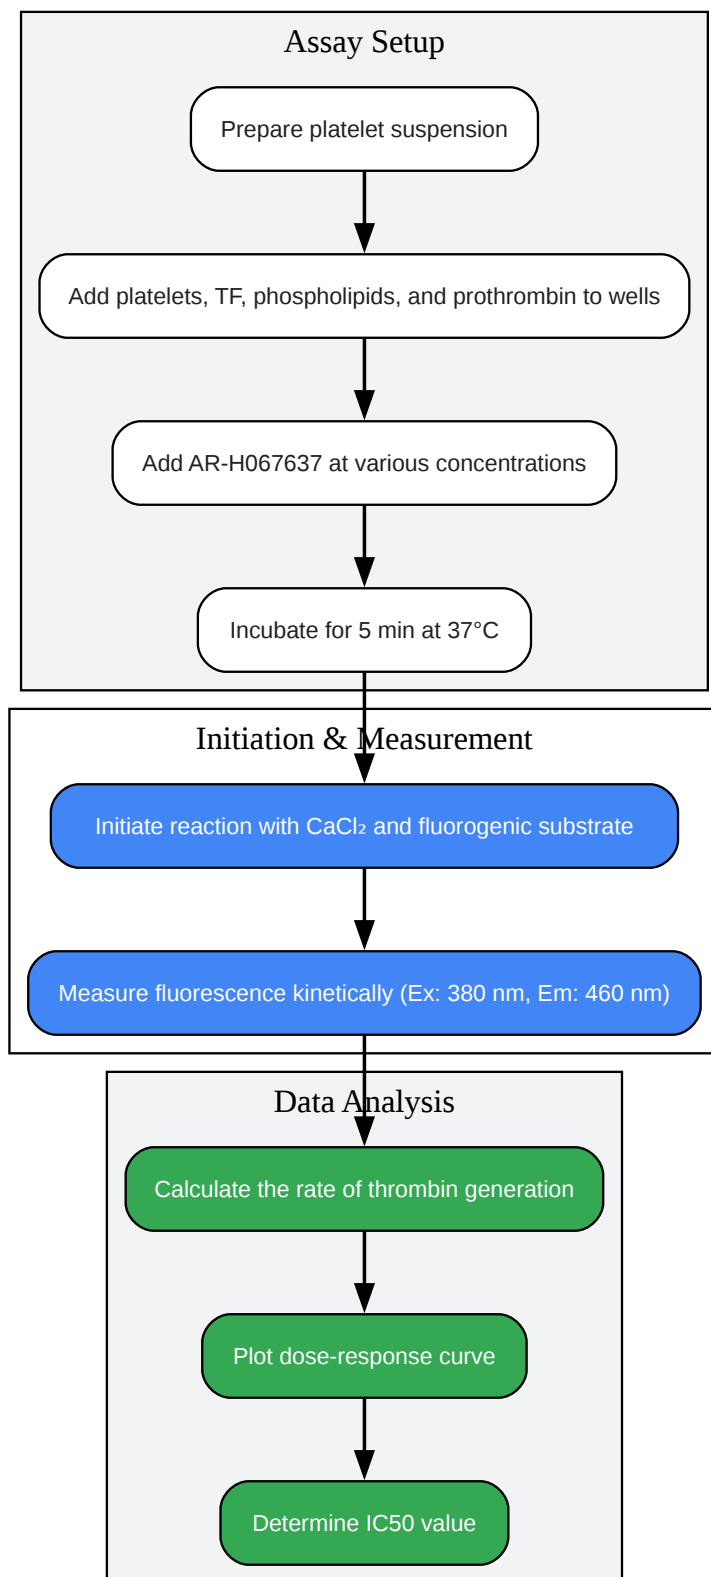 Assay Setup
Prepare platelet suspension
Add platelets, TF, phospholipids, and prothrombin to wells
Add AR-H067637 at various concentrations
Incubate for 5 min at 37°C
Initiation & Measurement
Initiate reaction with CaCl₂ and fluorogenic substrate
Measure fluorescence kinetically (Ex: 380 nm, Em: 460 nm)
Data Analysis
Calculate the rate of thrombin generation
Plot dose-response curve
Determine IC50 value